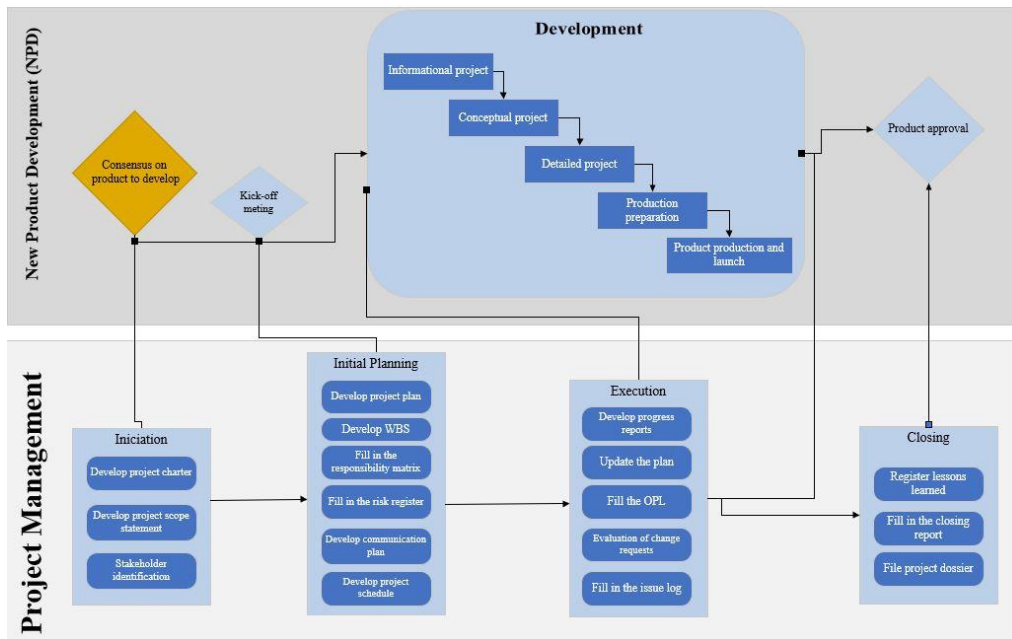 New Product Development (NPD)
Development
Informational project
Conceptual project
Detailed project
Production
preparation
Product production and
launch
Consensus on
product to develop
Kick-off
meting
Product approval
Project Management
Iniciation
Develop project charter
Develop project scope
statement
Stakeholder
identification
Initial Planning
Develop project plan
Develop WBS
Fill in the
responsibility matrix
Fill in the risk register
Develop communication
plan
Develop project
schedule
Execution
Develop progress
reports
Update the plan
Fill the OPL
Evaluation of change
requests
Fill in the issue log
Closing
Register lessons
learned
Fill in the closing
report
File project dossier